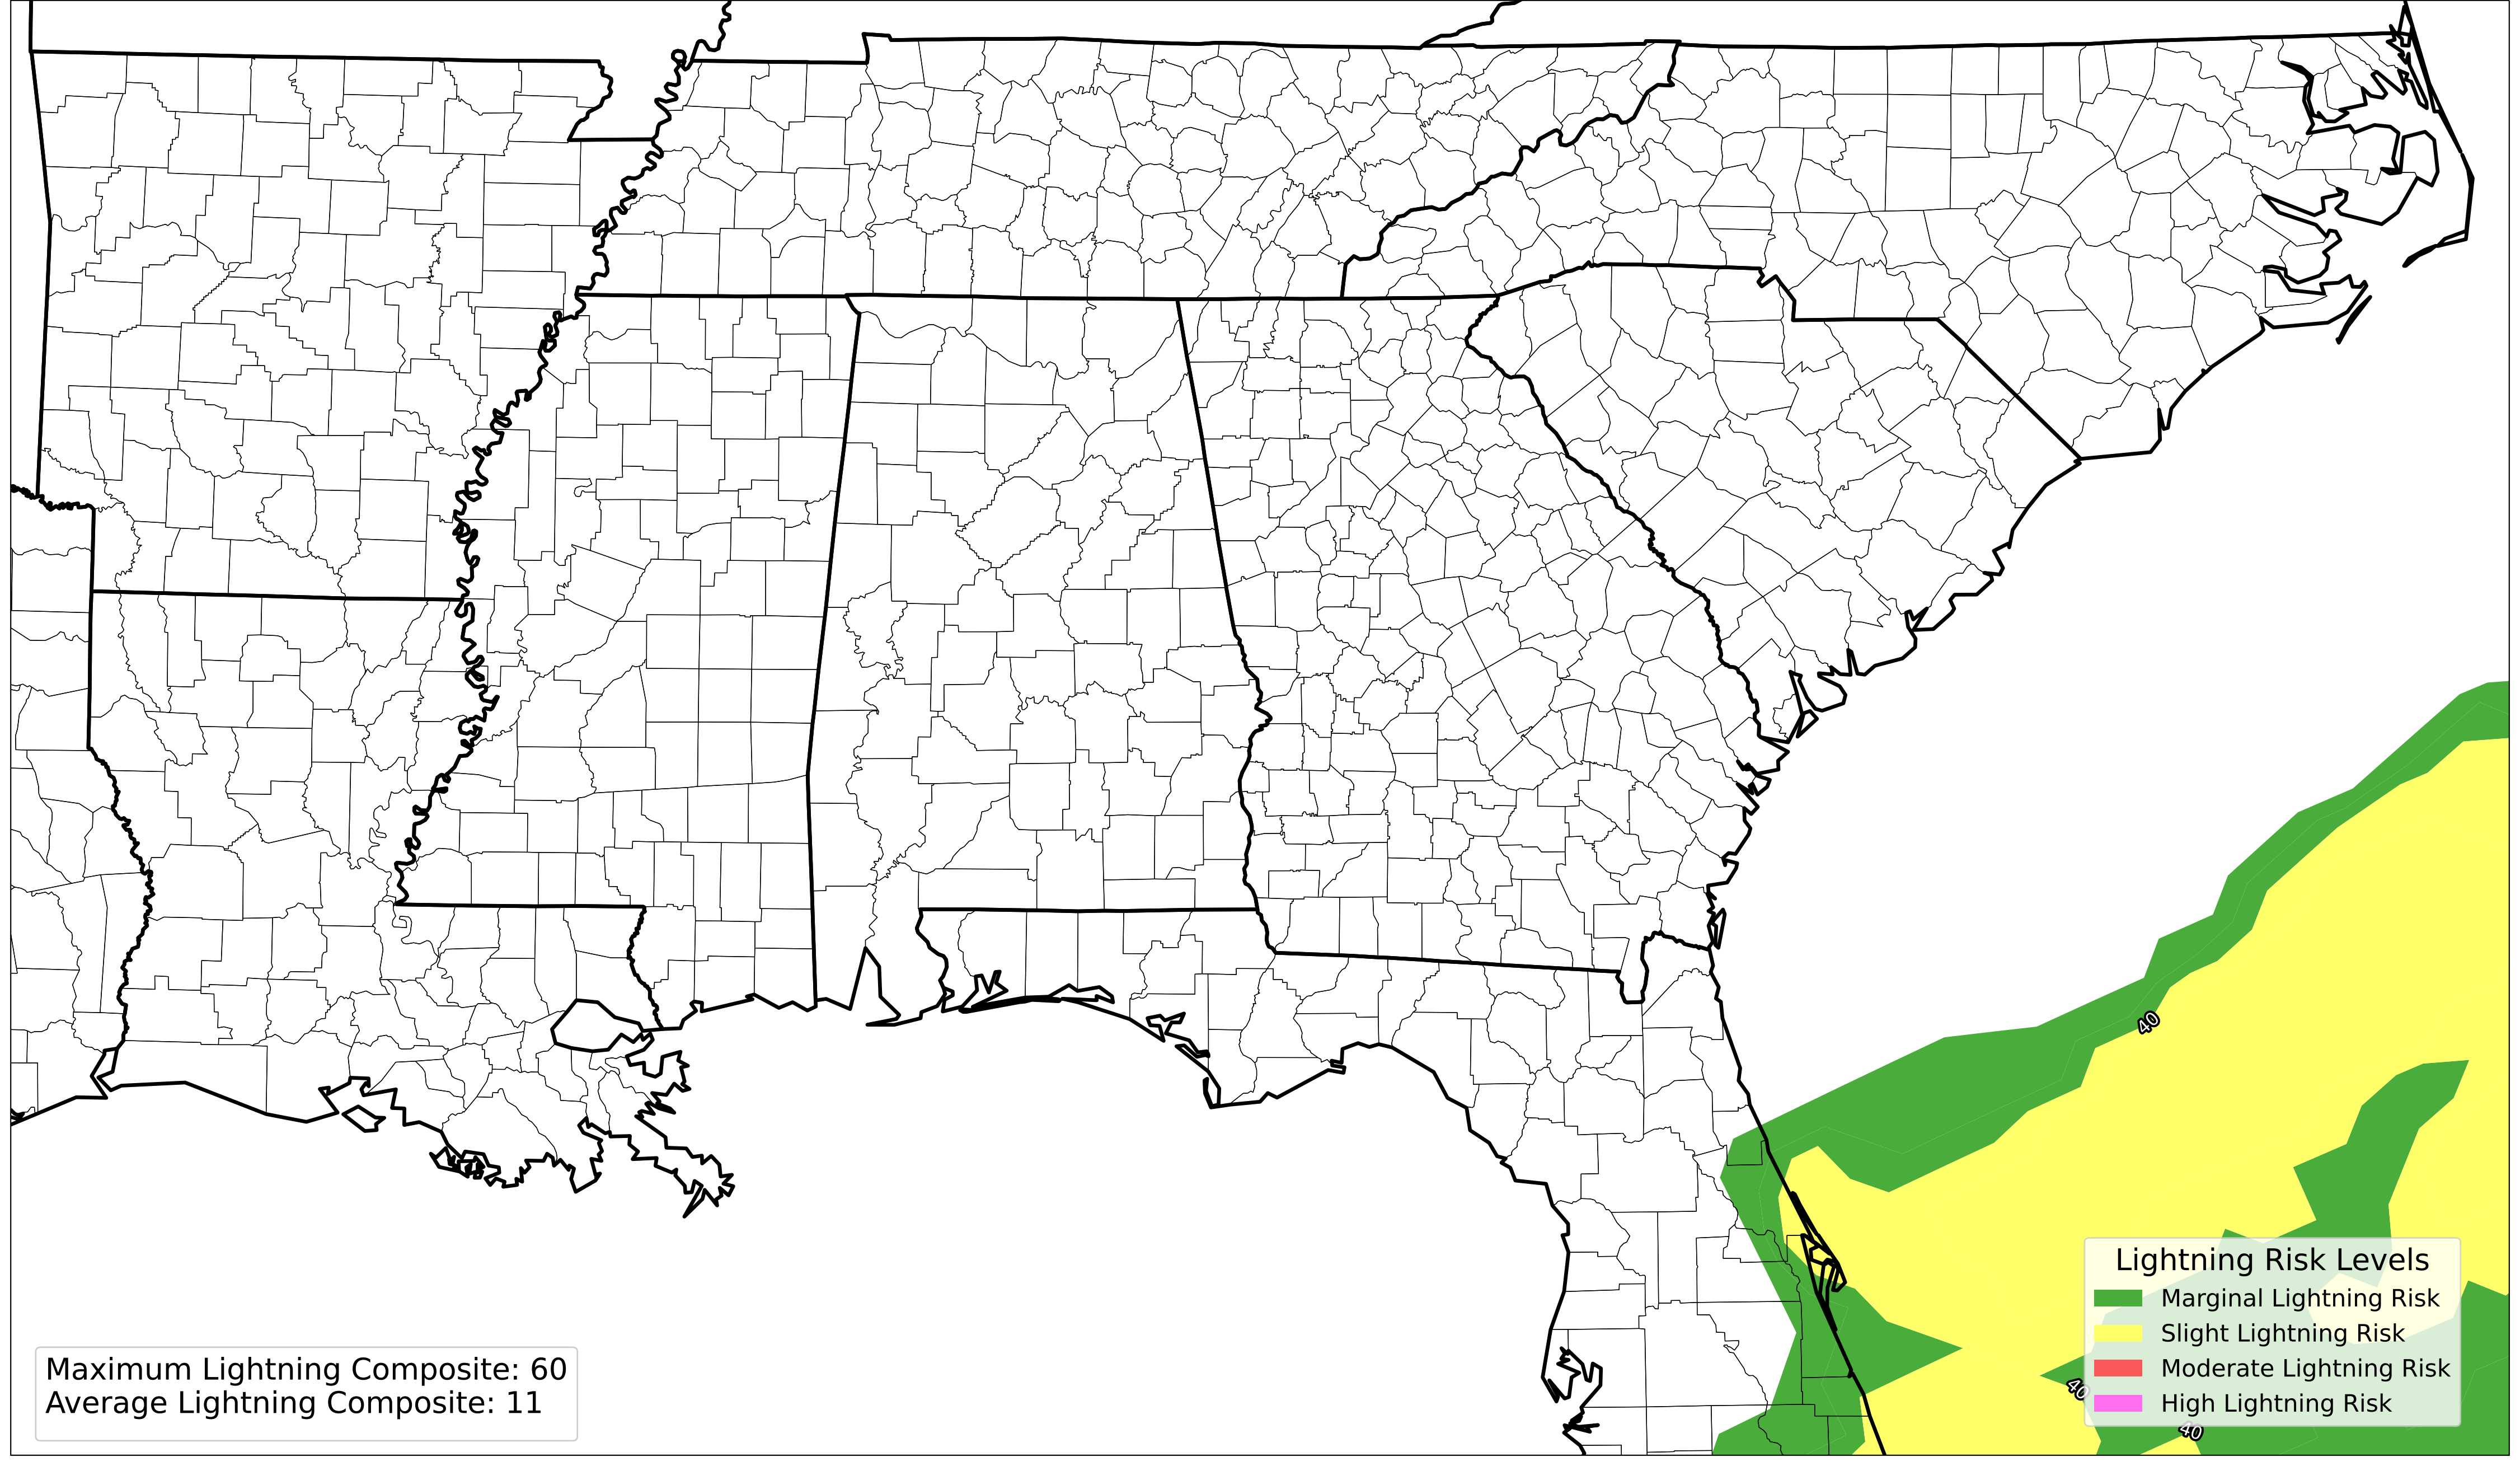 40
Lightning Risk Levels
Marginal Lightning Risk
Slight Lightning Risk
Moderate Lightning Risk
High Lightning Risk
Maximum Lightning Composite: 60
Average Lightning Composite: 11
40
40